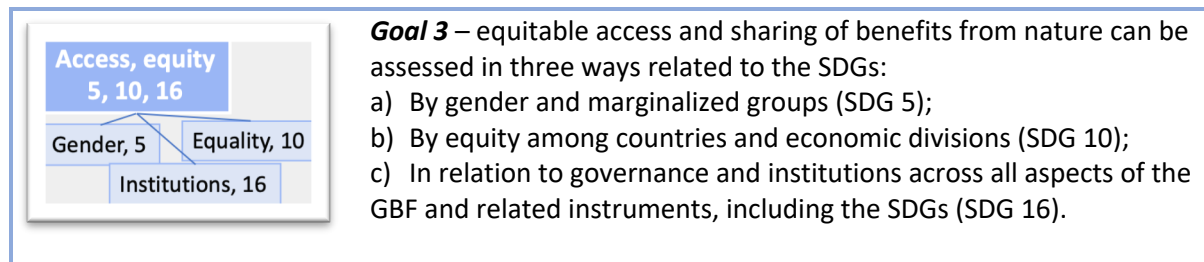 Access, equity
5, 10, 16
Gender, 5
Equality, 10
Institutions, 16
Goal 3 – equitable access and sharing of benefits from nature can be
assessed in three ways related to the SDGs:
a) By gender and marginalized groups (SDG 5);
b) By equity among countries and economic divisions (SDG 10);
c) In relation to governance and institutions across all aspects of the
GBF and related instruments, including the SDGs (SDG 16).